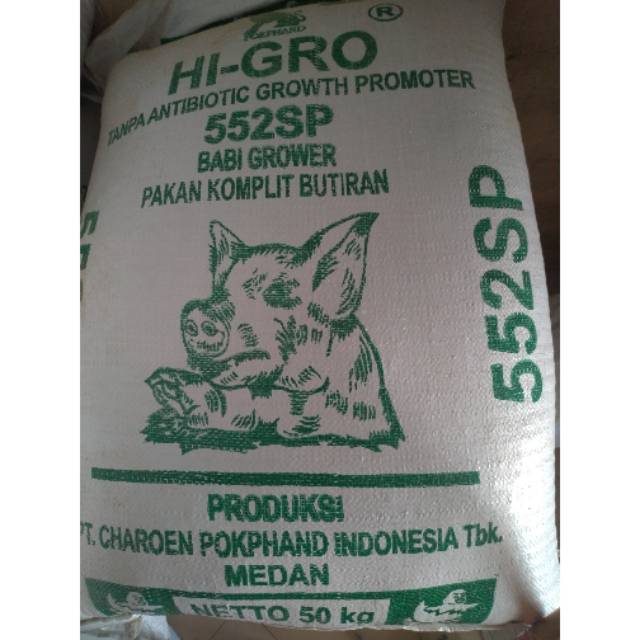 POKPHAND
HI-GRO ®
TANPA ANTIBIOTIC GROWTH PROMOTER
552SP
BABI GROWER
PAKAN KOMPLIT BUTIRAN
552SP
PRODUKSI
PT. CHAROEN POKPHAND INDONESIA Tbk.
MEDAN
NETTO 50 kg